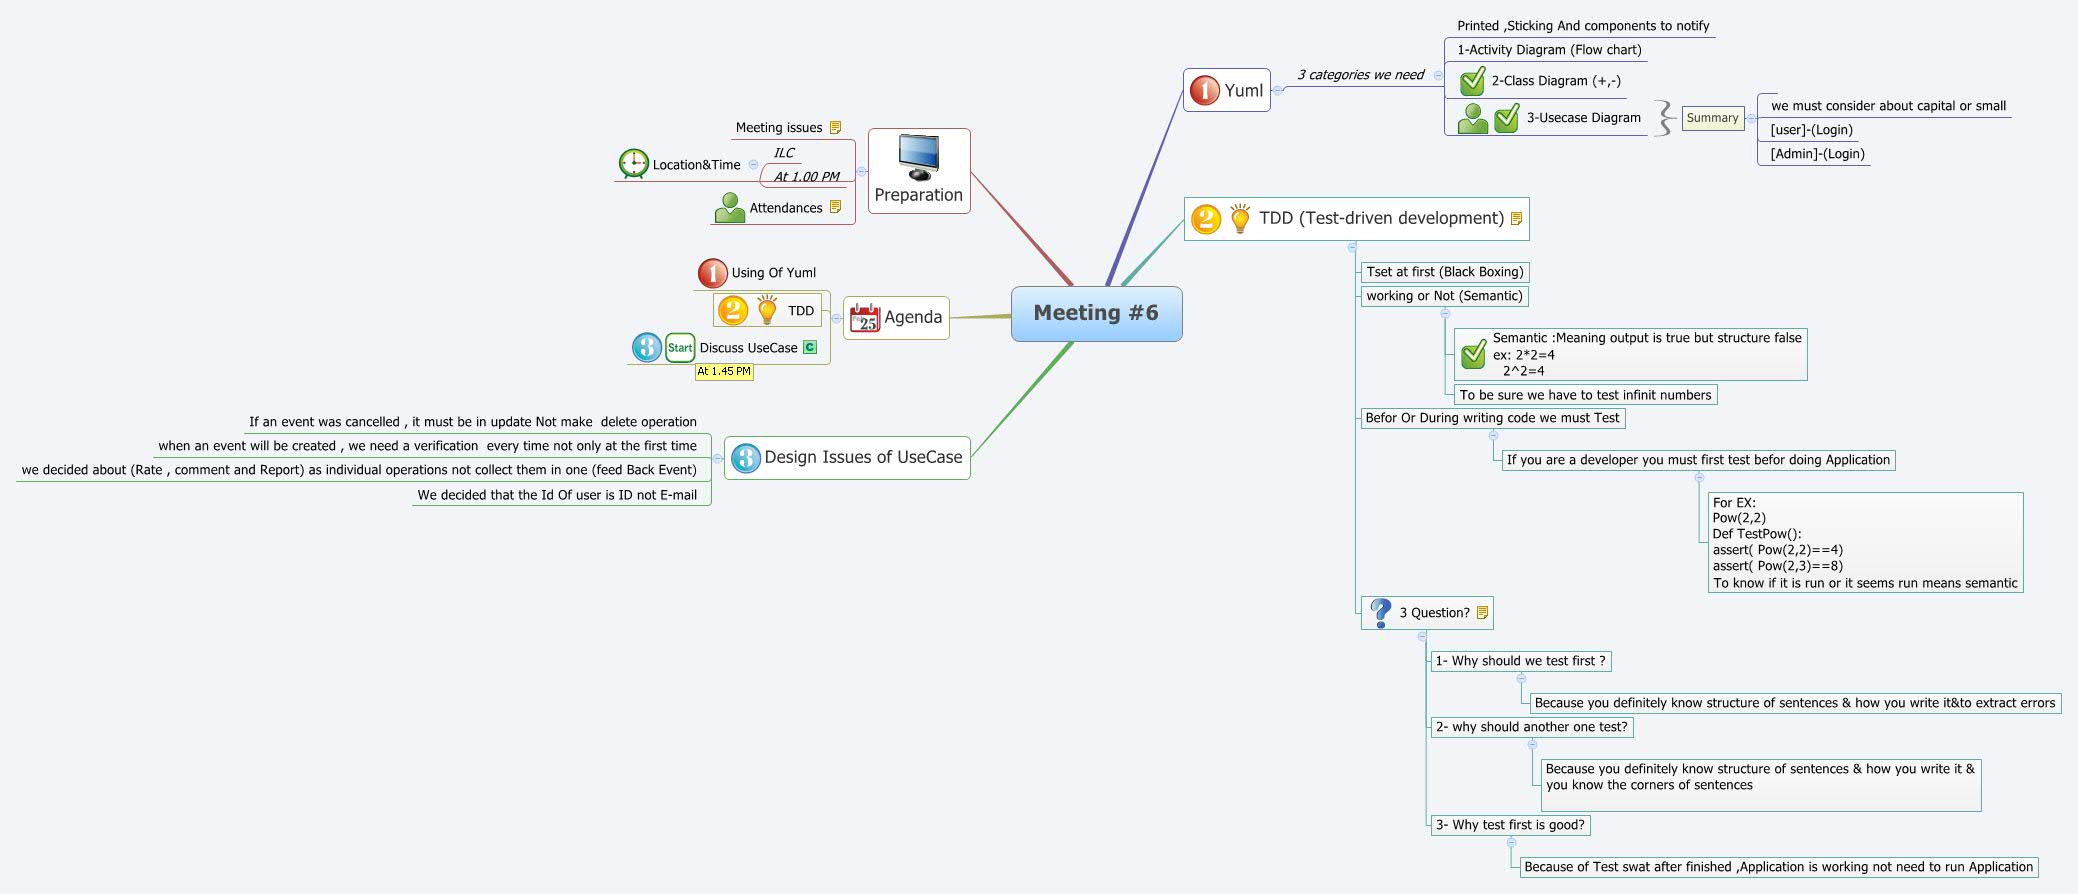 Meeting #6
Preparation
Meeting issues
Location&Time
ILC
At 1.00 PM
Attendances
Agenda
25
1
Using Of Yuml
2
TDD
3
Start
Discuss UseCase
C
At 1.45 PM
3
Design Issues of UseCase
If an event was cancelled , it must be in update Not make  delete operation
when an event will be created , we need a verification  every time not only at the first time
we decided about (Rate , comment and Report) as individual operations not collect them in one (feed Back Event)
We decided that the Id Of user is ID not E-mail
1
Yuml
3 categories we need
Printed ,Sticking And components to notify
1-Activity Diagram (Flow chart)
2-Class Diagram (+,-)
3-Usecase Diagram
Summary
we must consider about capital or small
[user]-(Login)
[Admin]-(Login)
2
TDD (Test-driven development)
Tset at first (Black Boxing)
working or Not (Semantic)
Semantic :Meaning output is true but structure false
ex: 2*2=4
2^2=4
To be sure we have to test infinit numbers
Befor Or During writing code we must Test
If you are a developer you must first test befor doing Application
For EX:
Pow(2,2)
Def TestPow():
assert( Pow(2,2)==4)
assert( Pow(2,3)==8)
To know if it is run or it seems run means semantic
?
3 Question?
1- Why should we test first ?
Because you definitely know structure of sentences & how you write it&to extract errors
2- why should another one test?
Because you definitely know structure of sentences & how you write it &
you know the corners of sentences
3- Why test first is good?
Because of Test swat after finished ,Application is working not need to run Application